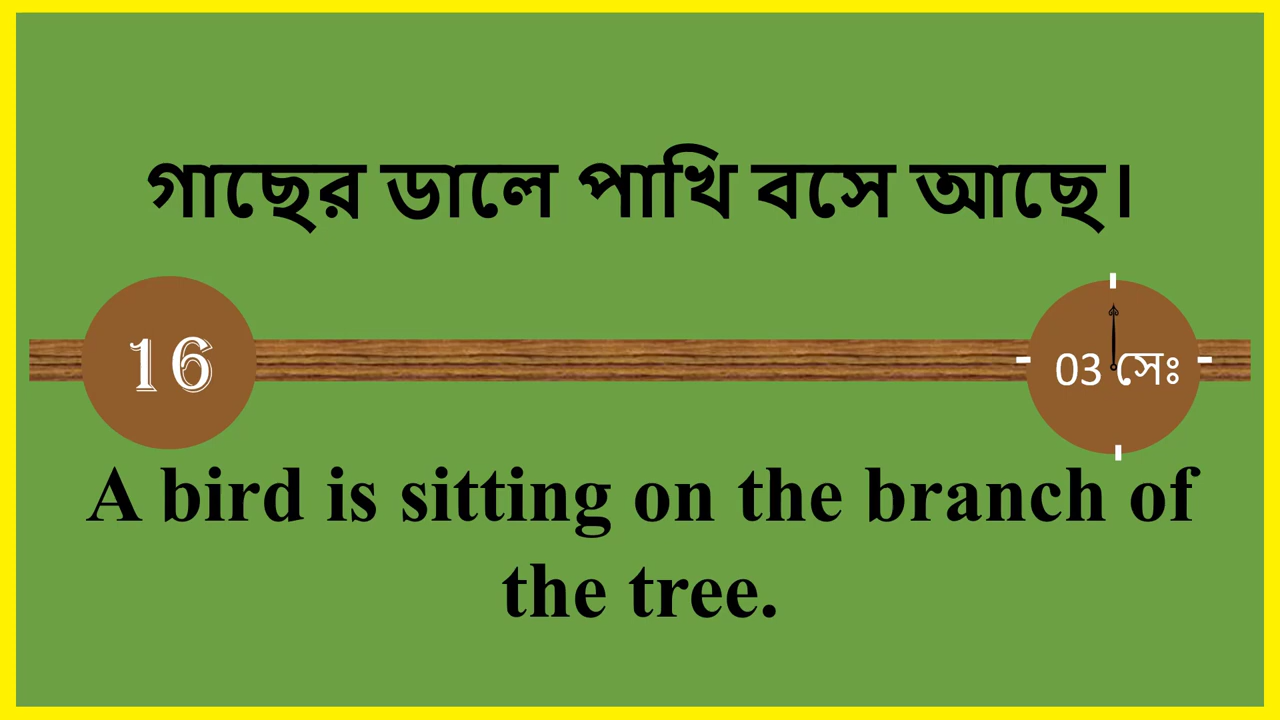 গাছের ডালে পাখি বসে আছে।
16
03 সেঃ
A bird is sitting on the branch of
the tree.